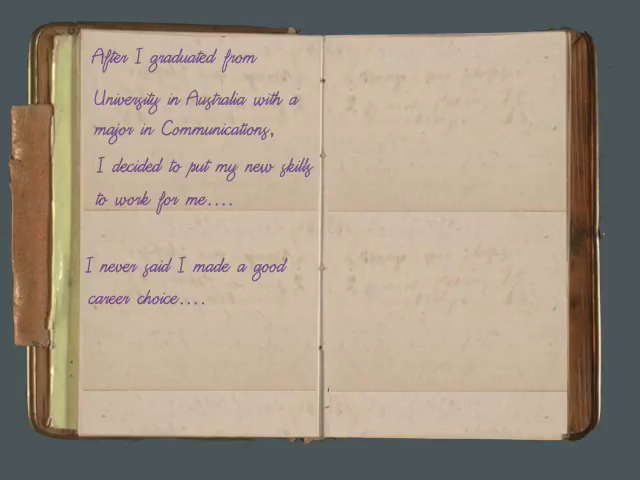 After I graduated from
University in Australia with a
major in Communications,
I decided to put my new skills
to work for me....
I never said I made a good
career choice....